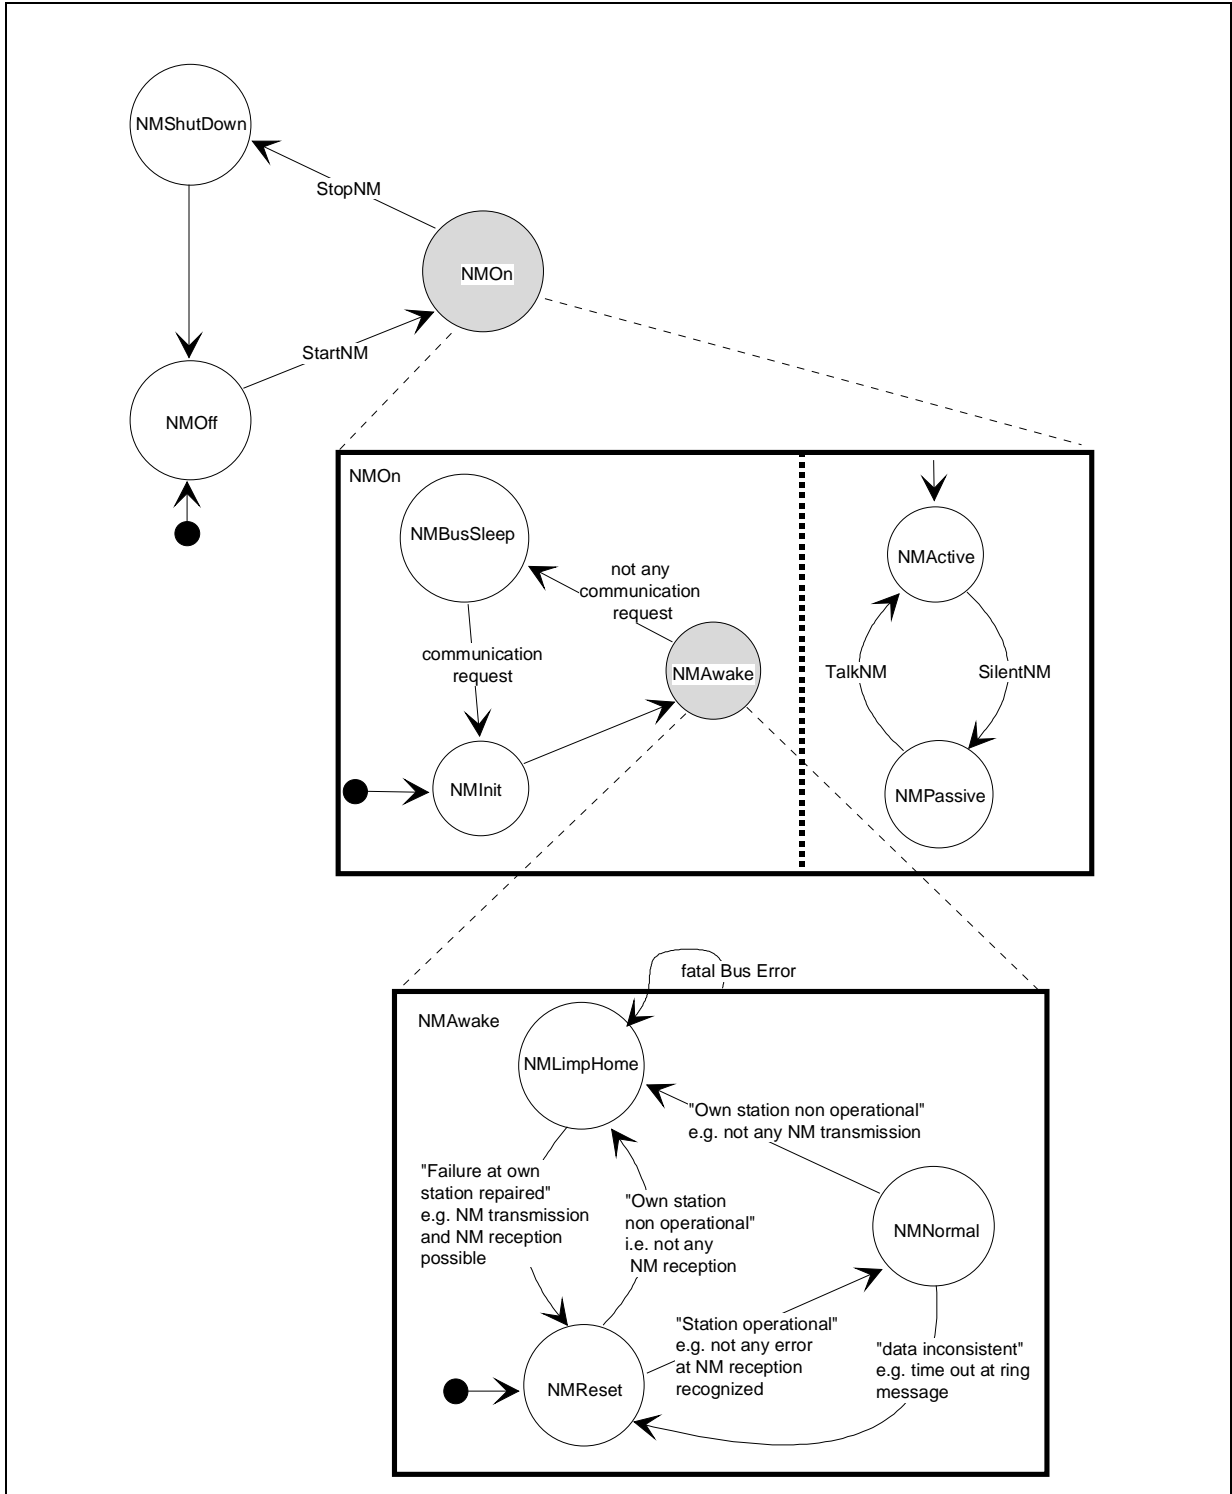 NMShutDown
StopNM
NMOn
StartNM
NMOff
NMOn
NMBusSleep
not any
communication
request
communication
request
NMAwake
NMInit
NMActive
TalkNM
SilentNM
NMPassive
fatal Bus Error
NMAwake
NMLimpHome
"Own station non operational"
e.g. not any NM transmission
"Failure at own
station repaired"
e.g. NM transmission
and NM reception
possible
"Own station
non operational"
i.e. not any
NM reception
NMNormal
"Station operational"
e.g. not any error
at NM reception
recognized
"data inconsistent"
e.g. time out at ring
message
NMReset